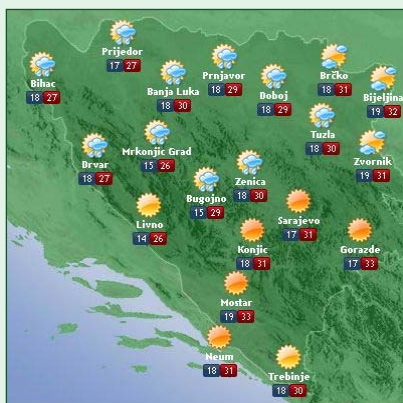 Prijedor
17 27
Bihac
18 27
Banja Luka
18 30
Prnjavor
18 29
Doboj
18 29
Brčko
18 31
Bijeljina
19 32
Tuzla
18 30
Zvornik
19 31
Drvar
18 27
Mrkonjic Grad
15 26
Zenica
18 30
Bugojno
15 29
Livno
14 26
Sarajevo
17 31
Konjic
18 31
Gorazde
17 33
Mostar
19 33
Neum
18 31
Trebinje
18 30